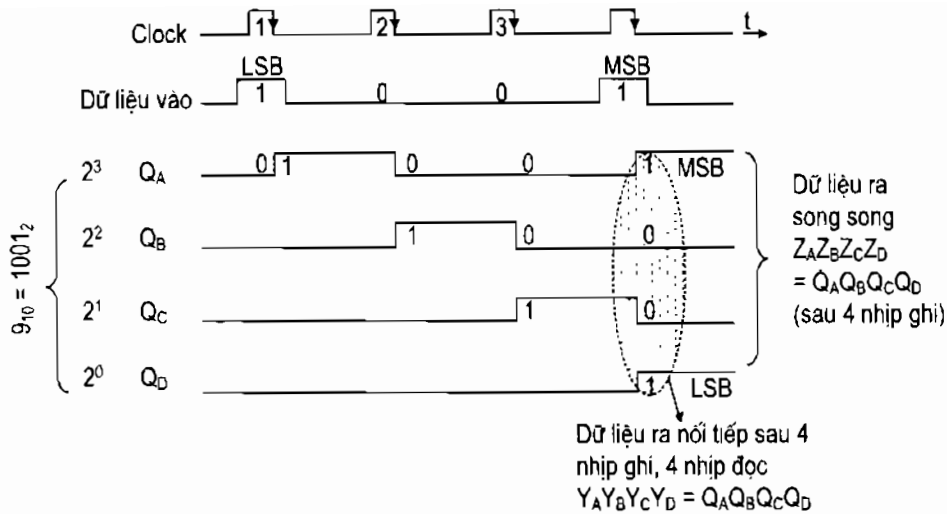 Clock 1 2 3 t
LSB MSB
Dữ liệu vào 1 0 0 1
2³ Q_A 0 1 0 0 1 MSB
2² Q_B 1 0 0
2¹ Q_C 1 0
2⁰ Q_D 1 LSB
9₁₀ = 1001₂
Dữ liệu ra
song song
Z_AZ_BZ_CZ_D
= Q_AQ_BQ_CQ_D
(sau 4 nhịp ghi)
Dữ liệu ra nối tiếp sau 4
nhịp ghi, 4 nhịp đọc
Y_AY_BY_CY_D = Q_AQ_BQ_CQ_D